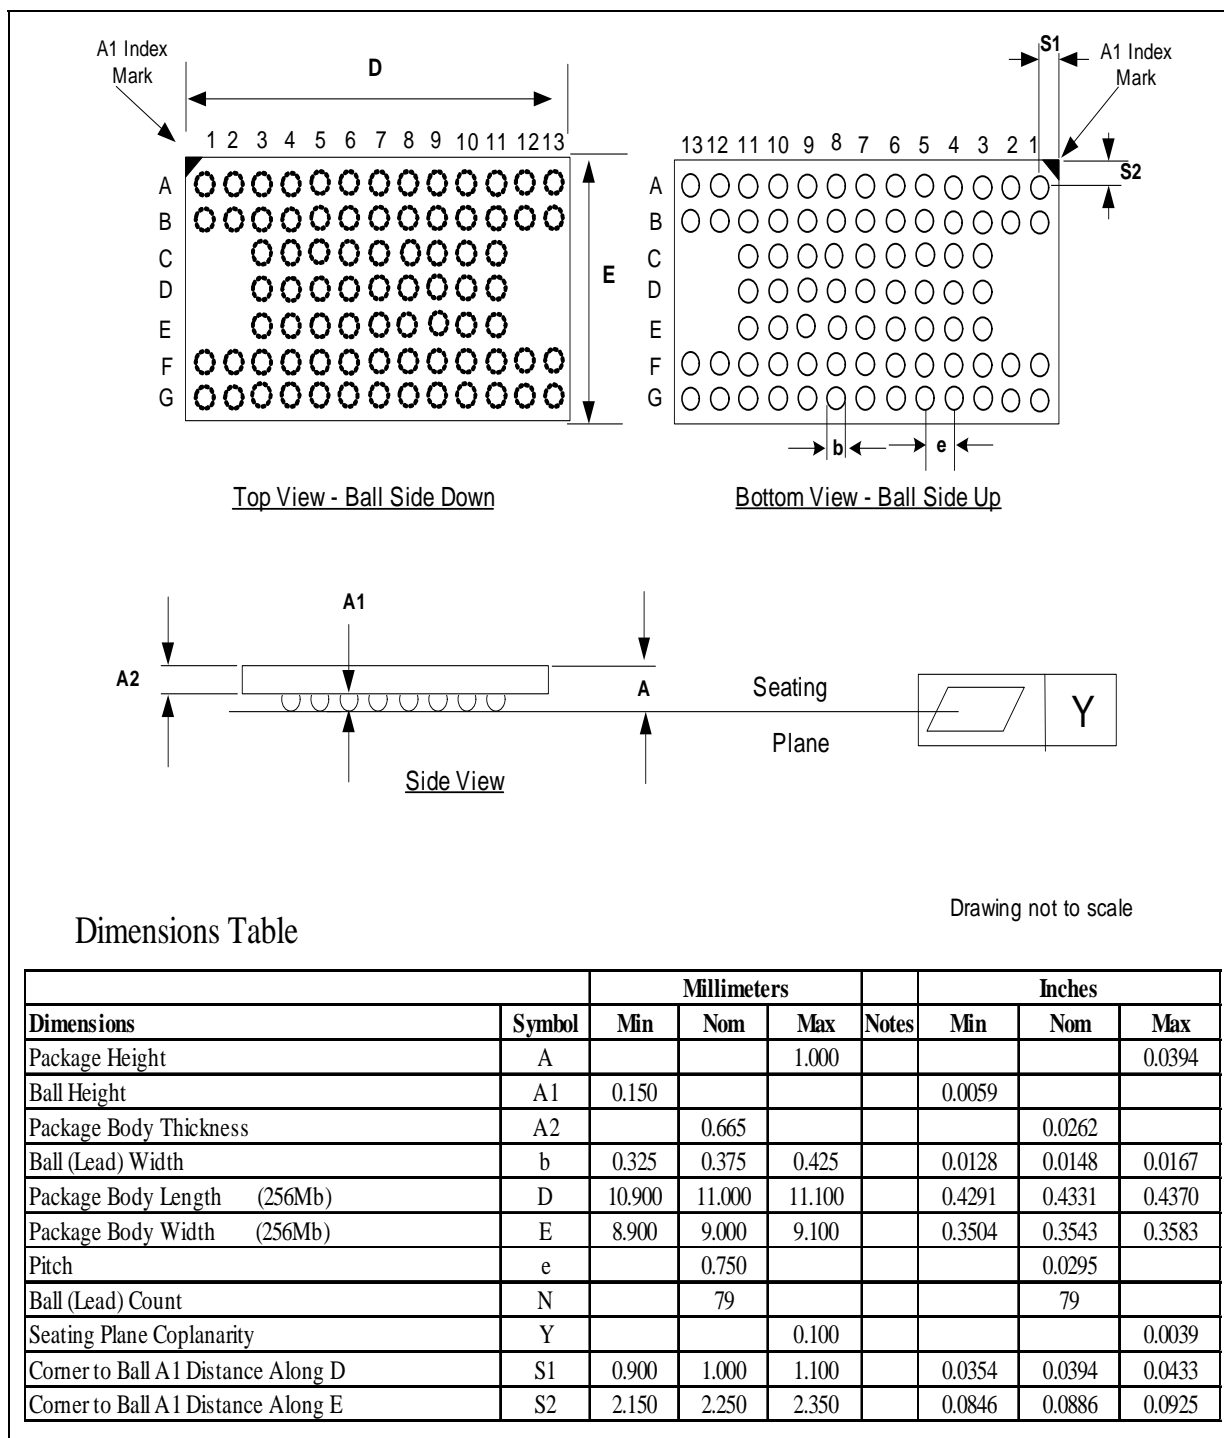 A1 Index
Mark
D
S1
A1 Index
Mark
1 2 3 4 5 6 7 8 9 10 11 12 13
13 12 11 10 9 8 7 6 5 4 3 2 1
S2
A
B
C
D
E
F
G
E
A
B
C
D
E
F
G
b
e
Top View - Ball Side Down
Bottom View - Ball Side Up
A1
A2
A
Seating
Plane
Y
Side View
Drawing not to scale
Dimensions Table
Millimeters Inches
Dimensions Symbol Min Nom Max Notes Min Nom Max
Package Height A 1.000 0.0394
Ball Height A1 0.150 0.0059
Package Body Thickness A2 0.665 0.0262
Ball (Lead) Width b 0.325 0.375 0.425 0.0128 0.0148 0.0167
Package Body Length (256Mb) D 10.900 11.000 11.100 0.4291 0.4331 0.4370
Package Body Width (256Mb) E 8.900 9.000 9.100 0.3504 0.3543 0.3583
Pitch e 0.750 0.0295
Ball (Lead) Count N 79 79
Seating Plane Coplanarity Y 0.100 0.0039
Corner to Ball A1 Distance Along D S1 0.900 1.000 1.100 0.0354 0.0394 0.0433
Corner to Ball A1 Distance Along E S2 2.150 2.250 2.350 0.0846 0.0886 0.0925